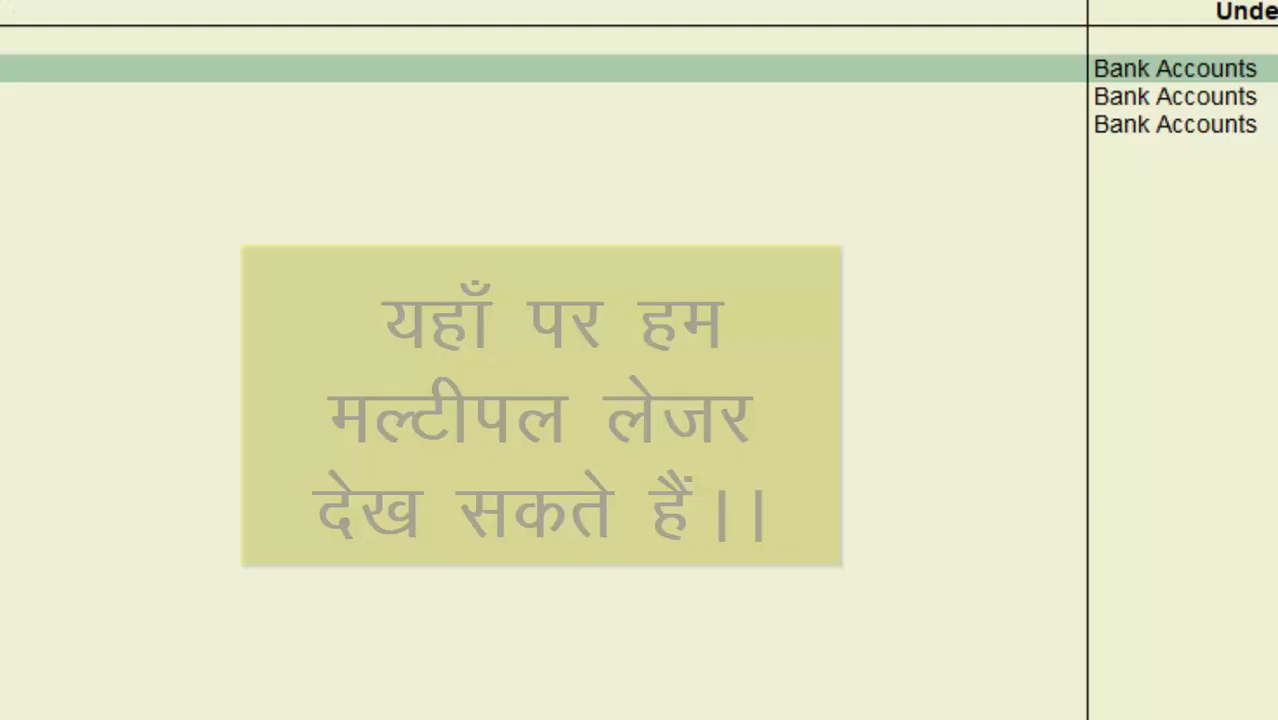 Unde
Bank Accounts
Bank Accounts
Bank Accounts
यहाँ पर हम
मल्टीपल लेजर
देख सकते हैं।।